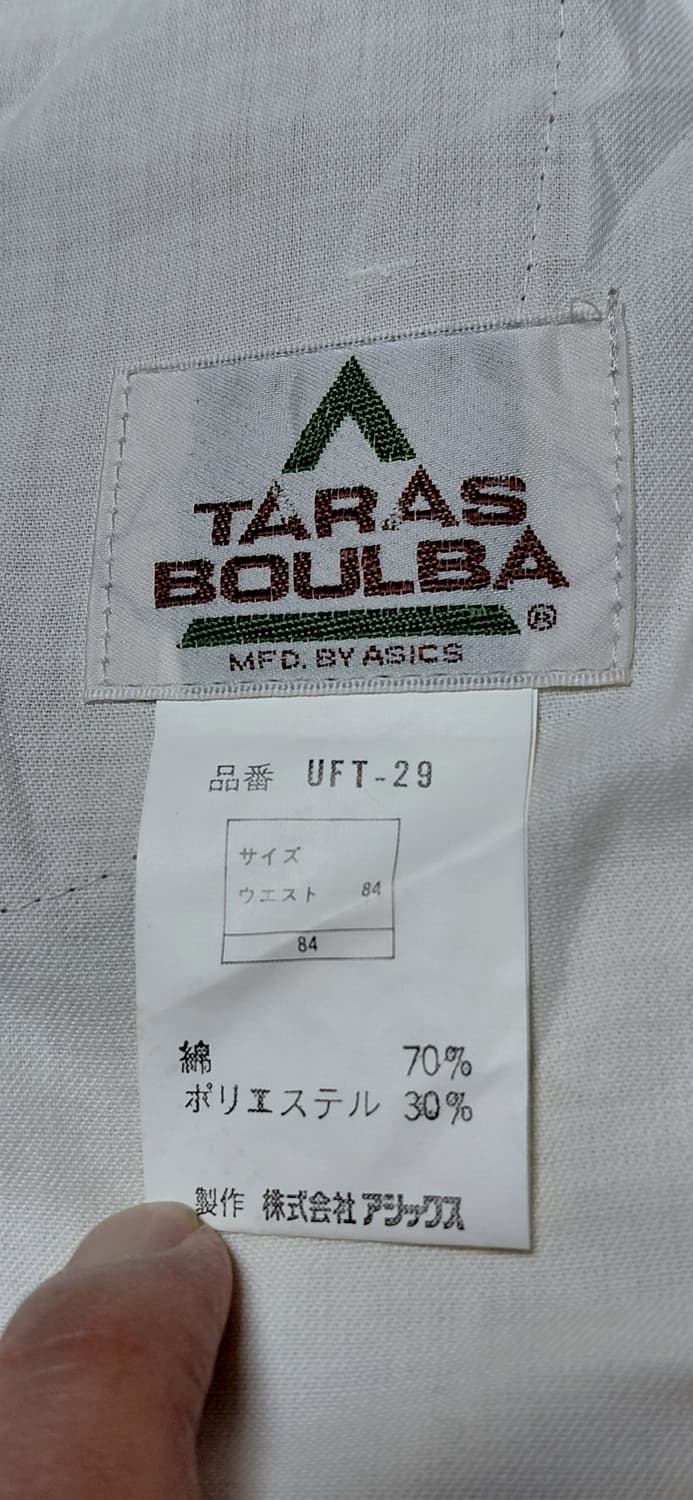 TARAS
BOULBA
®
MFD. BY ASICS
品番 UFT-29
サイズ
ウエスト 84
84
綿 70%
ポリエステル 30%
製作 株式会社アシックス